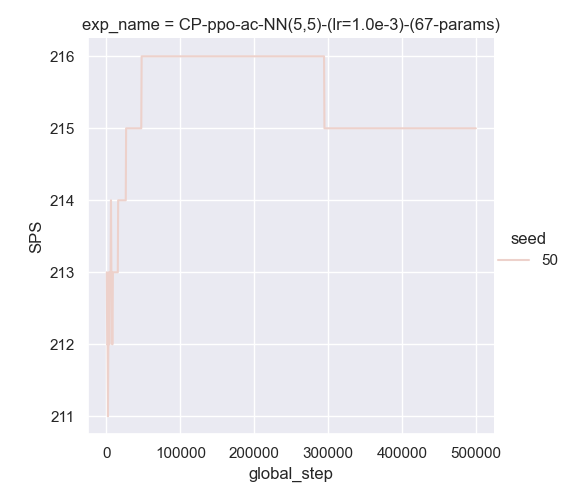 exp_name = CP-ppo-ac-NN(5,5)-(lr=1.0e-3)-(67-params)
216
215
214
213
212
211
SPS
0 100000 200000 300000 400000 500000
global_step
seed
50